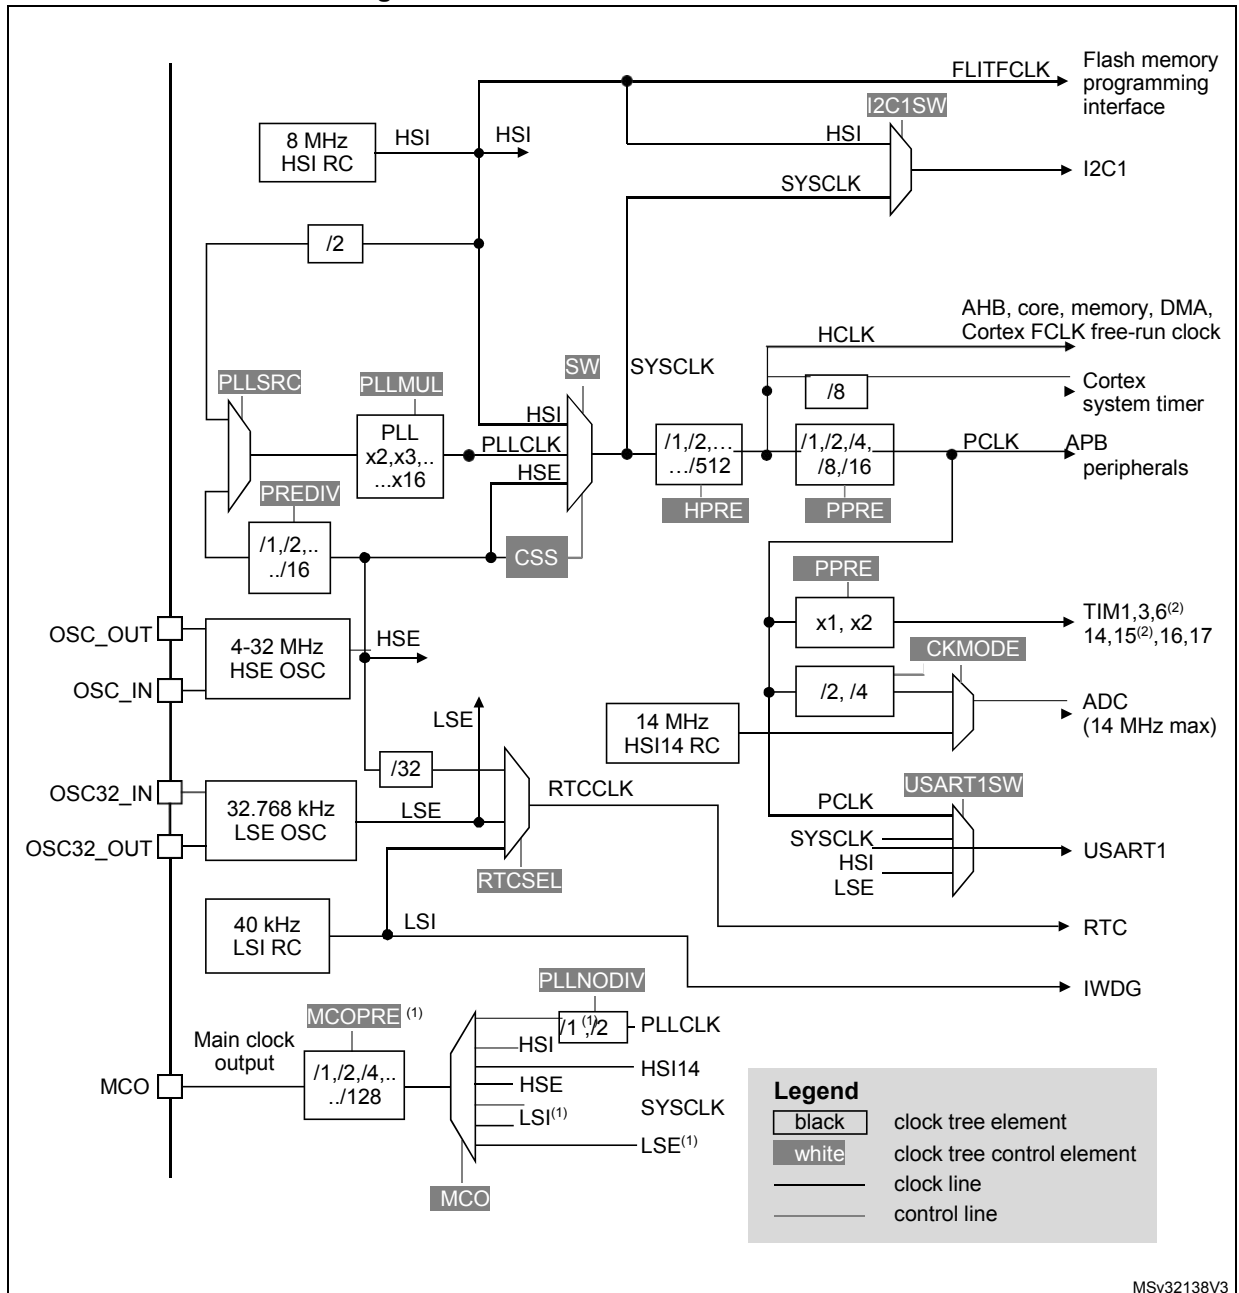 FLITFCLK
Flash memory
programming
interface
I2C1SW
8 MHz
HSI RC
HSI
HSI
HSI
SYSCLK
I2C1
/2
AHB, core, memory, DMA,
Cortex FCLK free-run clock
HCLK
PLLSRC
PLLMUL
SW
SYSCLK
/8
Cortex
system timer
HSI
PLL
x2,x3,..
...x16
PLLCLK
HSE
/1,/2,…
…/512
/1,/2,/4,
/8,/16
PCLK
APB
peripherals
PREDIV
HPRE
PPRE
/1,/2,..
../16
CSS
PPRE
OSC_OUT
4-32 MHz
HSE OSC
HSE
x1, x2
TIM1,3,6(2)
14,15(2),16,17
CKMODE
OSC_IN
/2, /4
ADC
(14 MHz max)
LSE
14 MHz
HSI14 RC
/32
OSC32_IN
32.768 kHz
LSE OSC
LSE
RTCCLK
USART1SW
PCLK
OSC32_OUT
SYSCLK
HSI
LSE
USART1
RTCSEL
40 kHz
LSI RC
LSI
RTC
PLLNODIV
IWDG
MCOPRE (1)
/1 (1),/2
PLLCLK
Main clock
output
HSI
MCO
/1,/2,/4,..
../128
HSI14
HSE
SYSCLK
LSI(1)
LSE(1)
MCO
Legend
black clock tree element
white clock tree control element
clock line
control line
MSv32138V3